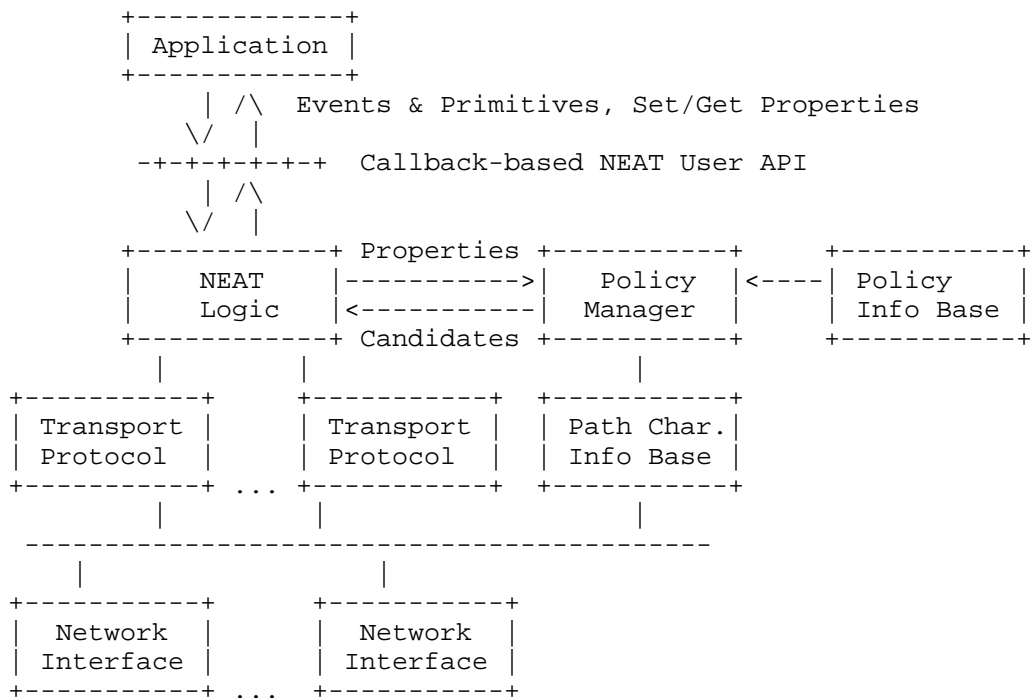 Application
Events & Primitives, Set/Get Properties
Callback-based NEAT User API
Properties
NEAT Policy Policy
Logic Manager Info Base
Candidates
Transport Transport Path Char.
Protocol Protocol Info Base
...
Network Network
Interface Interface
...